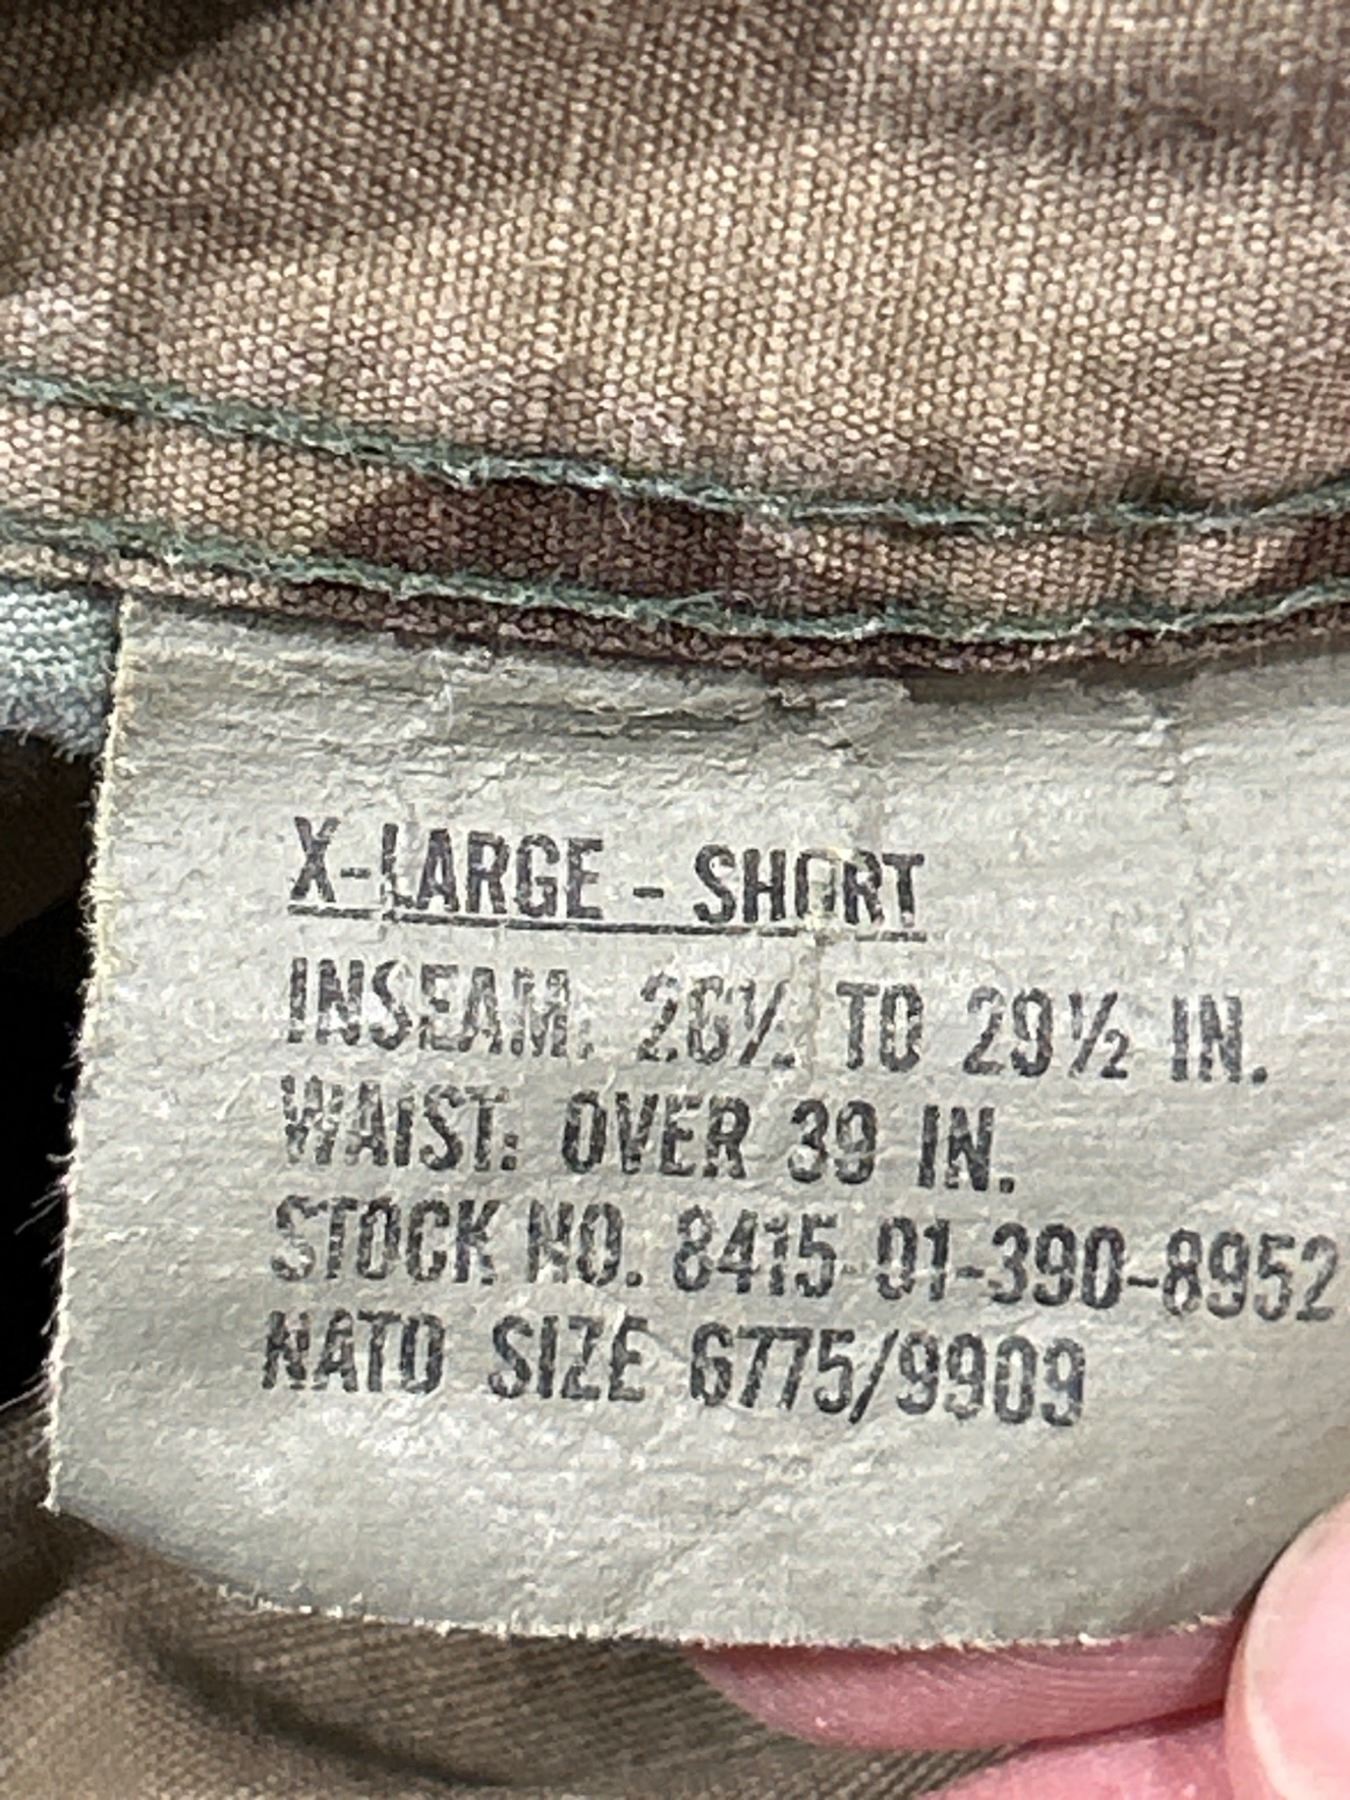 X-LARGE - SHORT
INSEAM: 26½ TO 29½ IN.
WAIST: OVER 39 IN.
STOCK NO. 8415-01-390-8952
NATO SIZE 6775/9909